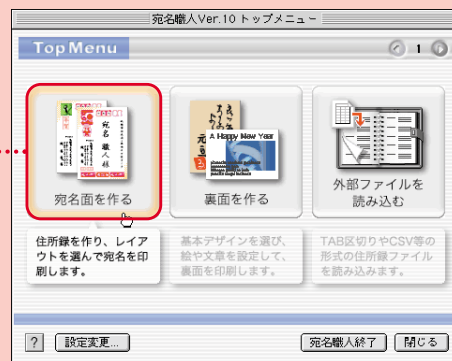 宛名職人Ver.10 トップメニュー
Top Menu
1
宛名 職人様
A Happy New Year
宛名面を作る
裏面を作る
外部ファイルを
読み込む
住所録を作り、レイア
ウトを選んで宛名を印
刷します。
基本デザインを選び、
絵や文章を設定して、
裏面を印刷します。
TAB区切りやCSV等の
形式の住所録ファイル
を読み込みます。
?
設定変更...
宛名職人終了
閉じる